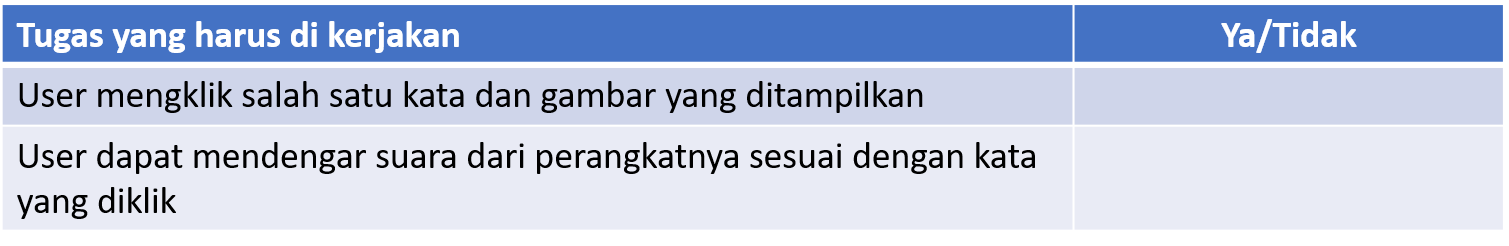 Tugas yang harus di kerjakan
Ya/Tidak
User mengklik salah satu kata dan gambar yang ditampilkan
User dapat mendengar suara dari perangkatnya sesuai dengan kata
yang diklik